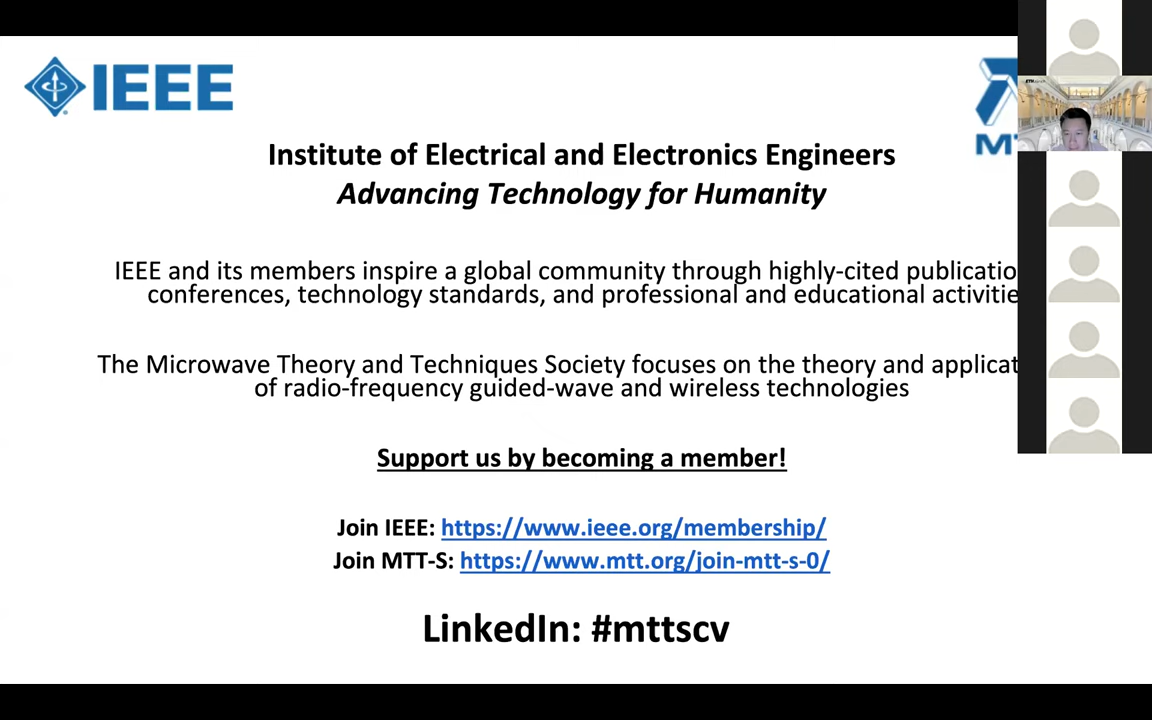 IEEE
Institute of Electrical and Electronics Engineers
Advancing Technology for Humanity
IEEE and its members inspire a global community through highly-cited publicatio
conferences, technology standards, and professional and educational activitie
The Microwave Theory and Techniques Society focuses on the theory and applicat
of radio-frequency guided-wave and wireless technologies
Support us by becoming a member!
Join IEEE: https://www.ieee.org/membership/
Join MTT-S: https://www.mtt.org/join-mtt-s-0/
LinkedIn: #mttscv